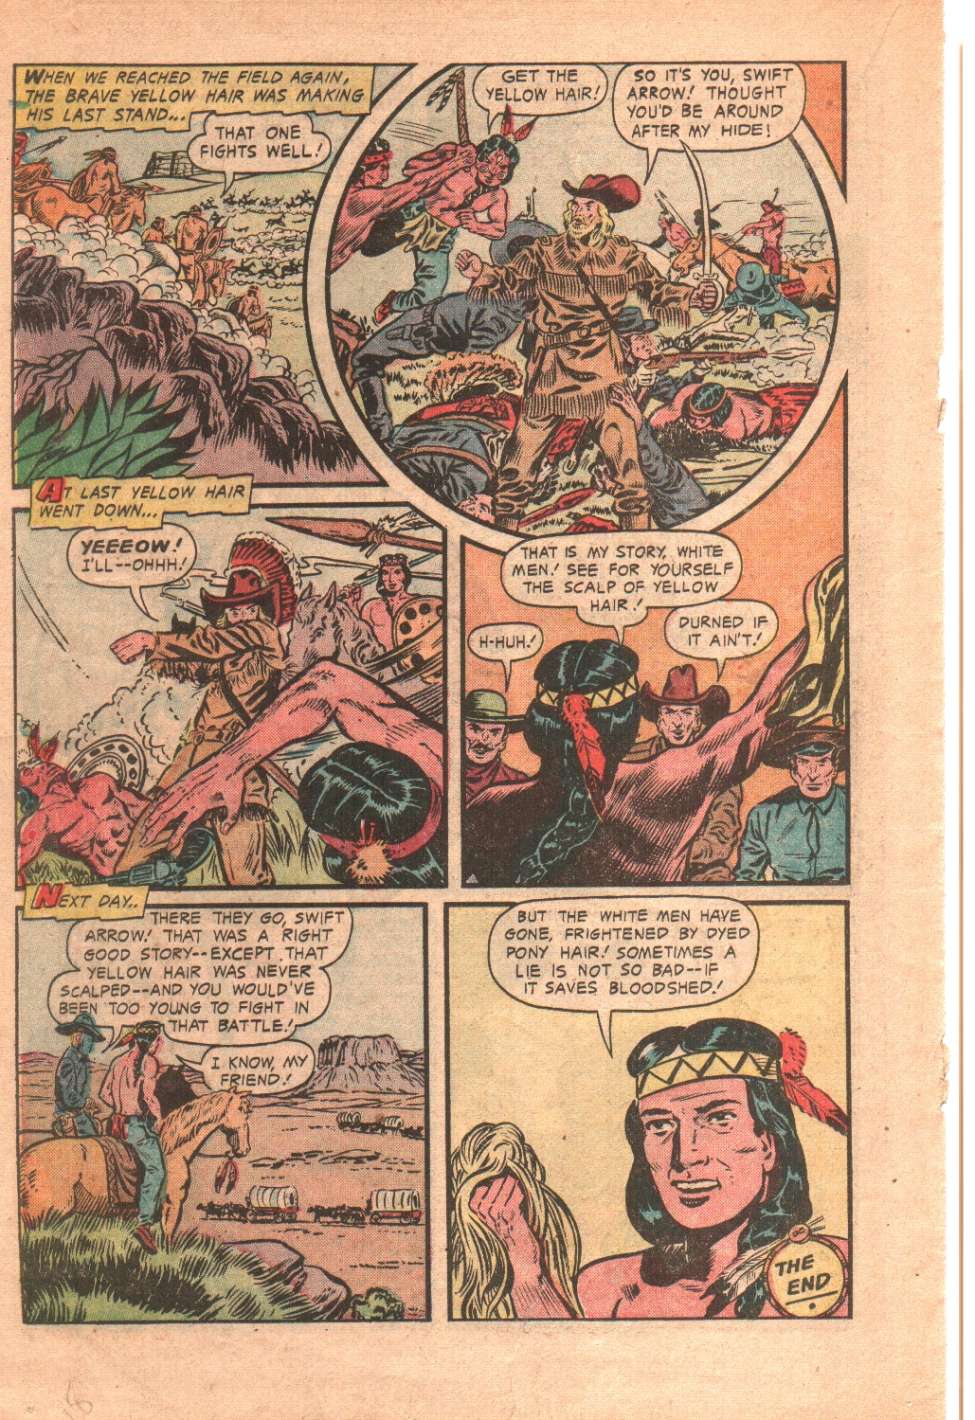 WHEN WE REACHED THE FIELD AGAIN,
THE BRAVE YELLOW HAIR WAS MAKING
HIS LAST STAND...
THAT ONE
FIGHTS WELL!
GET THE
YELLOW HAIR!
SO IT'S YOU, SWIFT
ARROW! THOUGHT
YOU'D BE AROUND
AFTER MY HIDE!
AT LAST YELLOW HAIR
WENT DOWN...
YEEEOW!
I'LL--OHHH!
THAT IS MY STORY, WHITE
MEN! SEE FOR YOURSELF
THE SCALP OF YELLOW
HAIR!
H-HUH!
DURNED IF
IT AIN'T!
NEXT DAY..
THERE THEY GO, SWIFT
ARROW! THAT WAS A RIGHT
GOOD STORY--EXCEPT THAT
YELLOW HAIR WAS NEVER
SCALPED--AND YOU WOULD'VE
BEEN TOO YOUNG TO FIGHT IN
THAT BATTLE!
I KNOW, MY
FRIEND!
BUT THE WHITE MEN HAVE
GONE, FRIGHTENED BY DYED
PONY HAIR! SOMETIMES A
LIE IS NOT SO BAD--IF
IT SAVES BLOODSHED!
THE
END